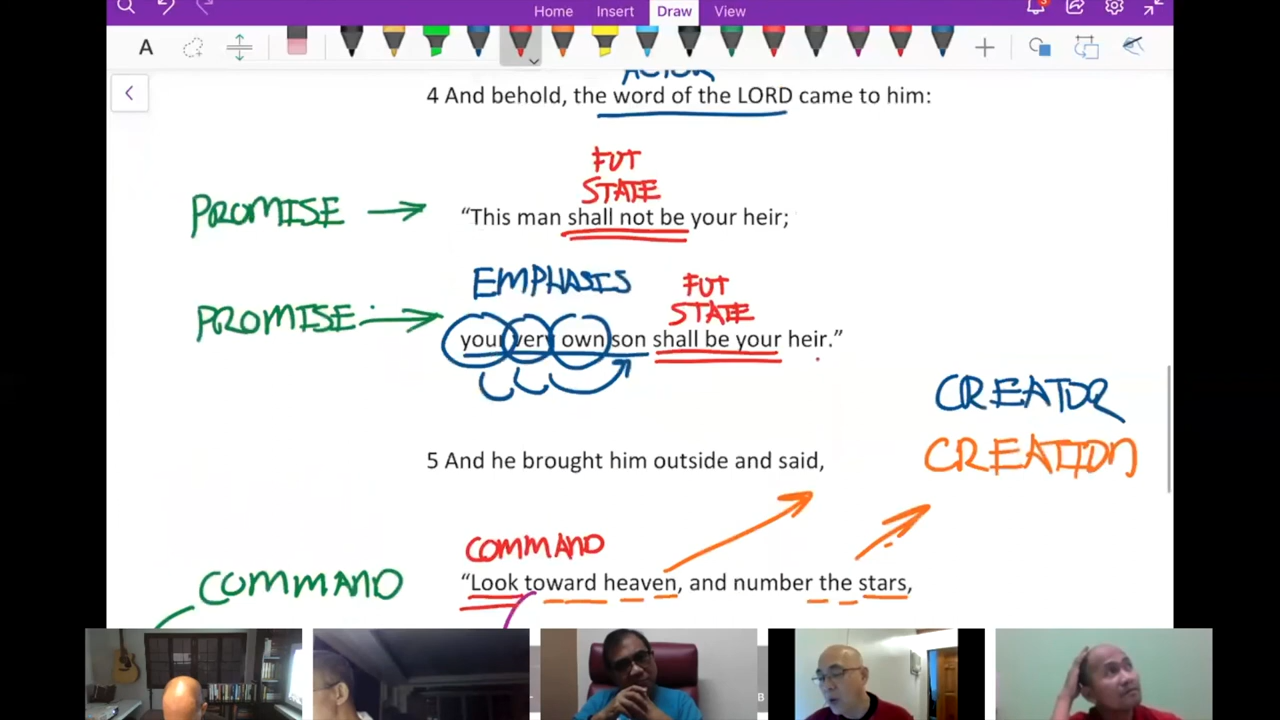 Home Insert Draw View
A
ACTOR
4 And behold, the word of the LORD came to him:
FUT
STATE
PROMISE
“This man shall not be your heir;
EMPHASIS
FUT
STATE
PROMISE
your very own son shall be your heir.”
CREATOR
CREATION
5 And he brought him outside and said,
COMMAND
COMMAND
“Look toward heaven, and number the stars,